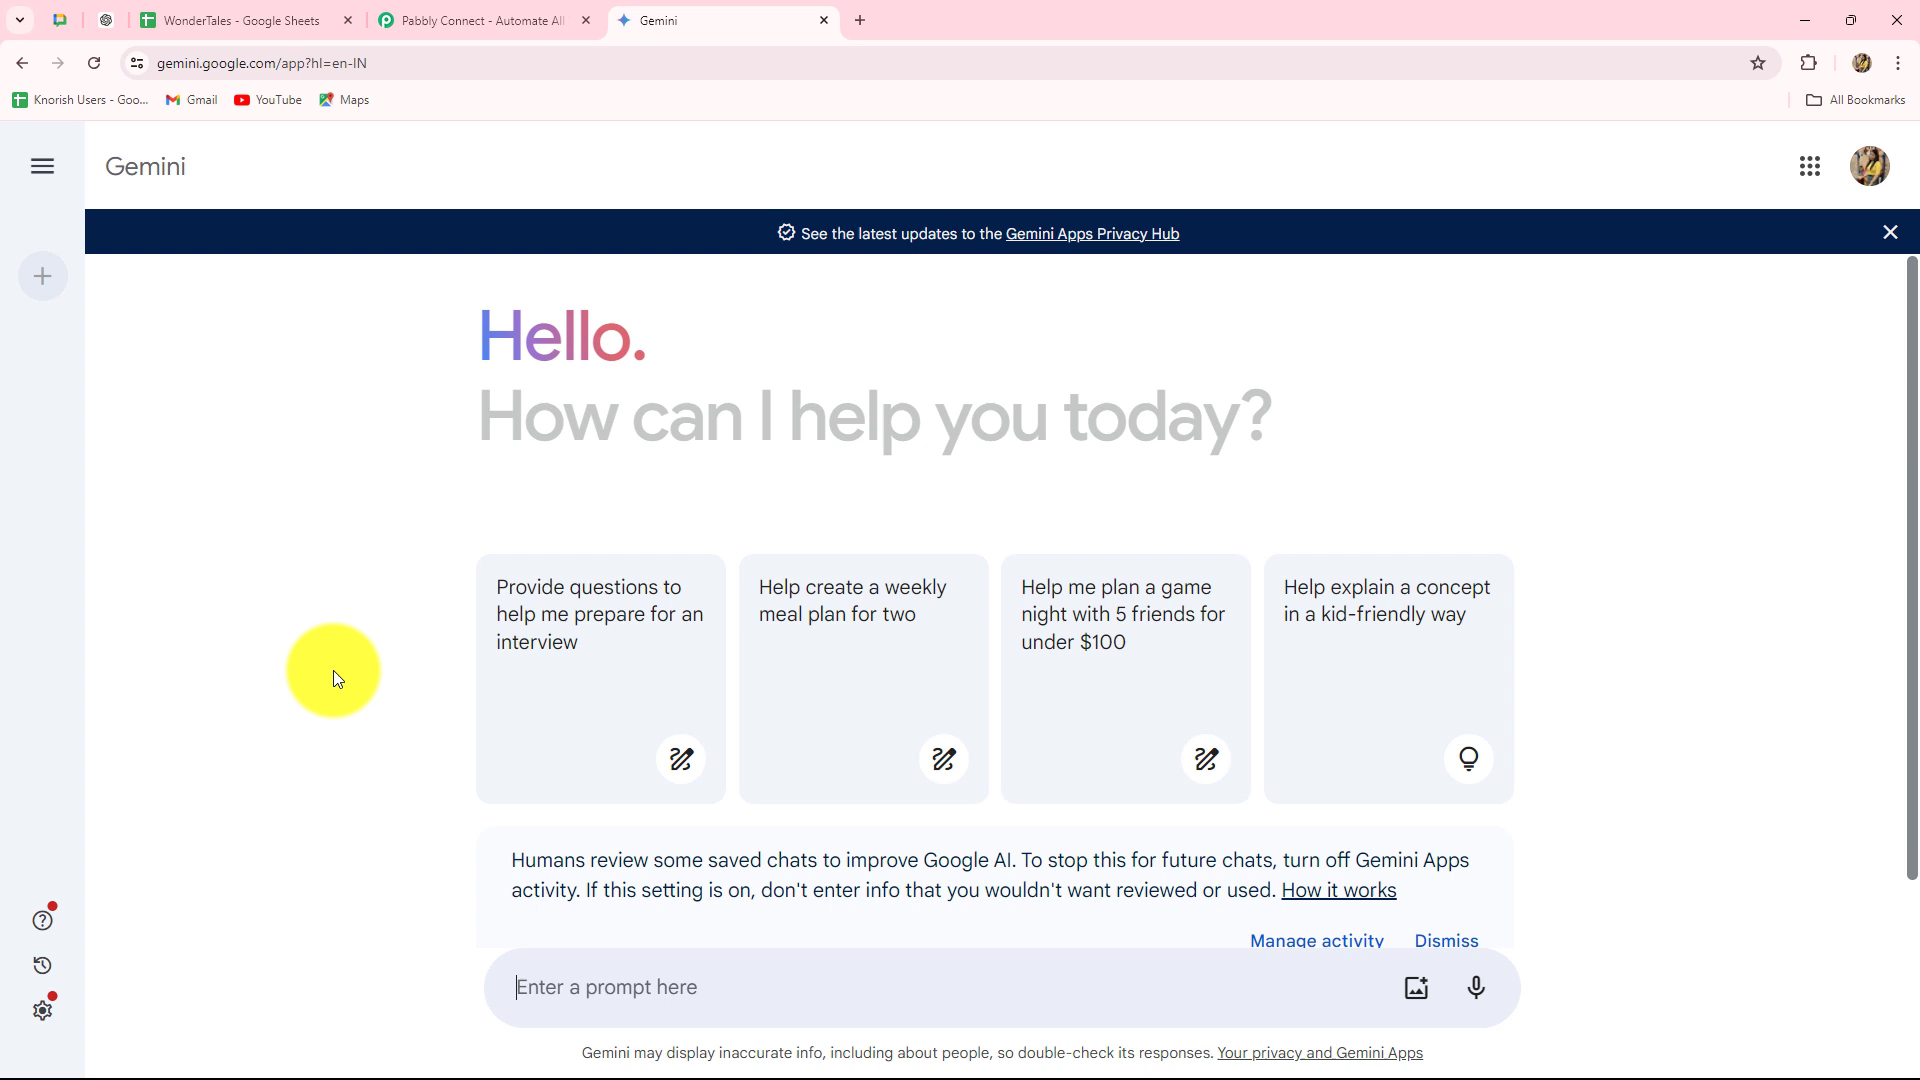 WonderTales - Google Sheets
Pabbly Connect - Automate All
Gemini
gemini.google.com/app?hl=en-IN
Knorish Users - Goo...
Gmail
YouTube
Maps
All Bookmarks
Gemini
See the latest updates to the Gemini Apps Privacy Hub
Hello.
How can I help you today?
Provide questions to
help me prepare for an
interview
Help create a weekly
meal plan for two
Help me plan a game
night with 5 friends for
under $100
Help explain a concept
in a kid-friendly way
Humans review some saved chats to improve Google AI. To stop this for future chats, turn off Gemini Apps
activity. If this setting is on, don't enter info that you wouldn't want reviewed or used. How it works
Manage activity Dismiss
Enter a prompt here
Gemini may display inaccurate info, including about people, so double-check its responses. Your privacy and Gemini Apps